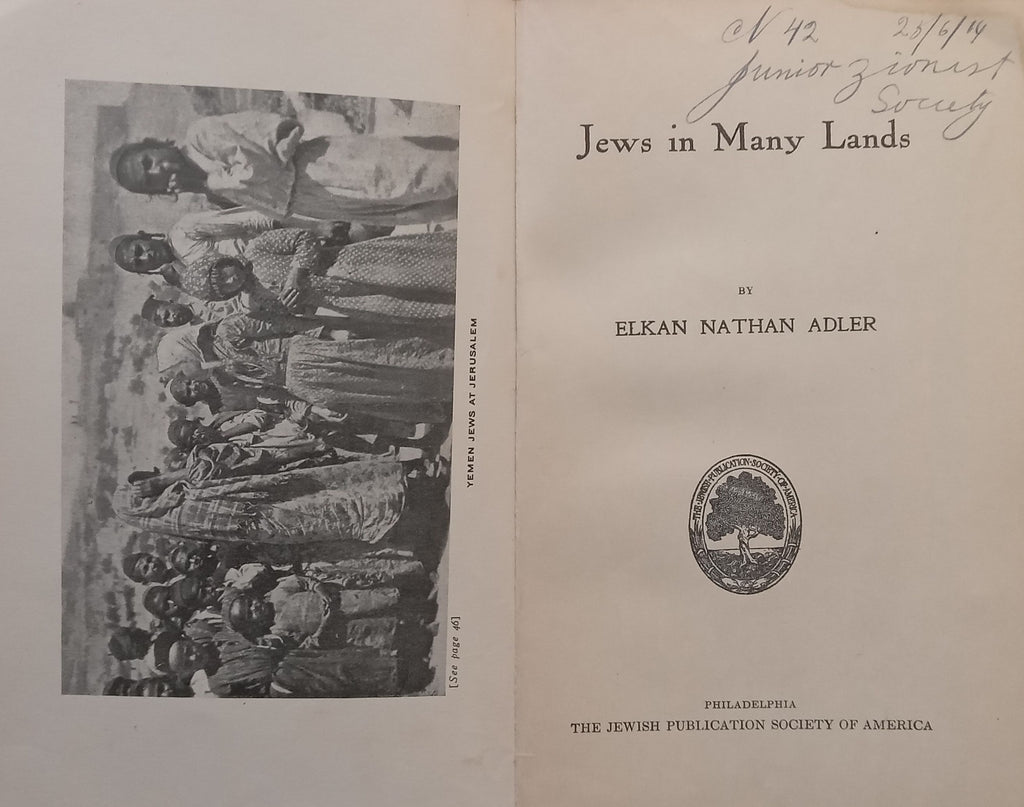 YEMEN JEWS AT JERUSALEM
[See page 46]
N 42 25/6/14
Junior Zionist
Society
Jews in Many Lands
BY
ELKAN NATHAN ADLER
·THE·JEWISH·PUBLICATION·SOCIETY·OF·AMERICA·
PHILADELPHIA
THE JEWISH PUBLICATION SOCIETY OF AMERICA